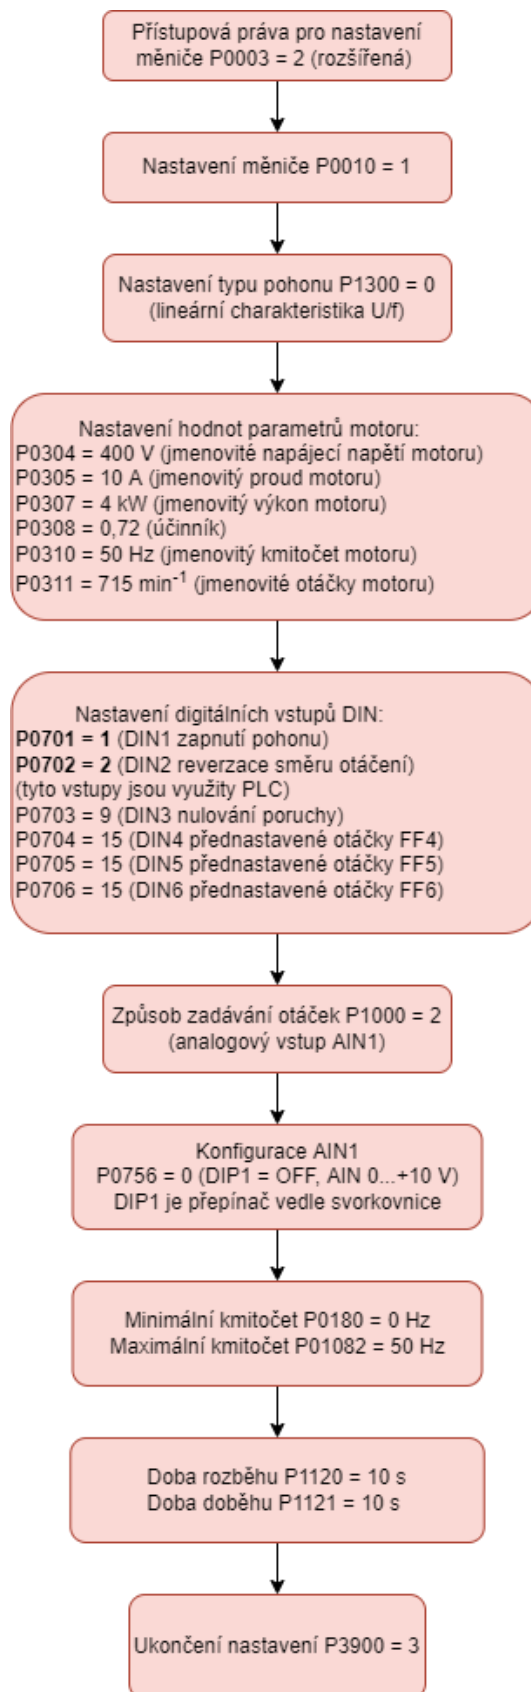 Přístupová práva pro nastavení
měniče P0003 = 2 (rozšířená)
Nastavení měniče P0010 = 1
Nastavení typu pohonu P1300 = 0
(lineární charakteristika U/f)
Nastavení hodnot parametrů motoru:
P0304 = 400 V (jmenovité napájecí napětí motoru)
P0305 = 10 A (jmenovitý proud motoru)
P0307 = 4 kW (jmenovitý výkon motoru)
P0308 = 0,72 (účinník)
P0310 = 50 Hz (jmenovitý kmitočet motoru)
P0311 = 715 min⁻¹ (jmenovité otáčky motoru)
Nastavení digitálních vstupů DIN:
P0701 = 1 (DIN1 zapnutí pohonu)
P0702 = 2 (DIN2 reverzace směru otáčení)
(tyto vstupy jsou využity PLC)
P0703 = 9 (DIN3 nulování poruchy)
P0704 = 15 (DIN4 přednastavené otáčky FF4)
P0705 = 15 (DIN5 přednastavené otáčky FF5)
P0706 = 15 (DIN6 přednastavené otáčky FF6)
Způsob zadávání otáček P1000 = 2
(analogový vstup AIN1)
Konfigurace AIN1
P0756 = 0 (DIP1 = OFF, AIN 0...+10 V)
DIP1 je přepínač vedle svorkovnice
Minimální kmitočet P0180 = 0 Hz
Maximální kmitočet P01082 = 50 Hz
Doba rozběhu P1120 = 10 s
Doba doběhu P1121 = 10 s
Ukončení nastavení P3900 = 3